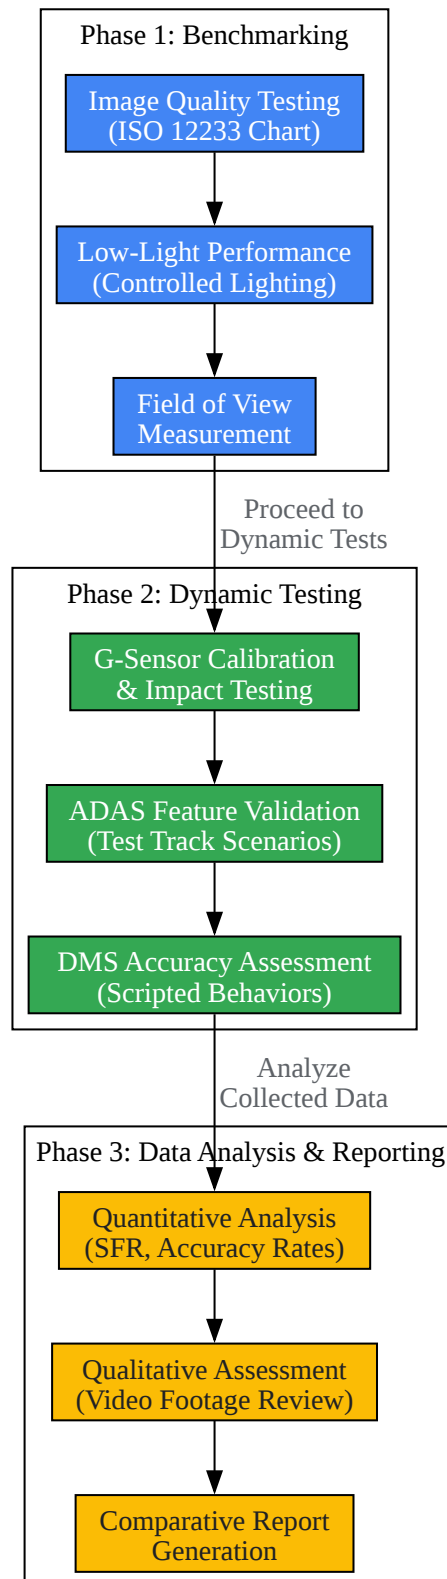 Phase 1: Benchmarking
Image Quality Testing
(ISO 12233 Chart)
Low-Light Performance
(Controlled Lighting)
Field of View
Measurement
Proceed to
Dynamic Tests
Phase 2: Dynamic Testing
G-Sensor Calibration
& Impact Testing
ADAS Feature Validation
(Test Track Scenarios)
DMS Accuracy Assessment
(Scripted Behaviors)
Analyze
Collected Data
Phase 3: Data Analysis & Reporting
Quantitative Analysis
(SFR, Accuracy Rates)
Qualitative Assessment
(Video Footage Review)
Comparative Report
Generation